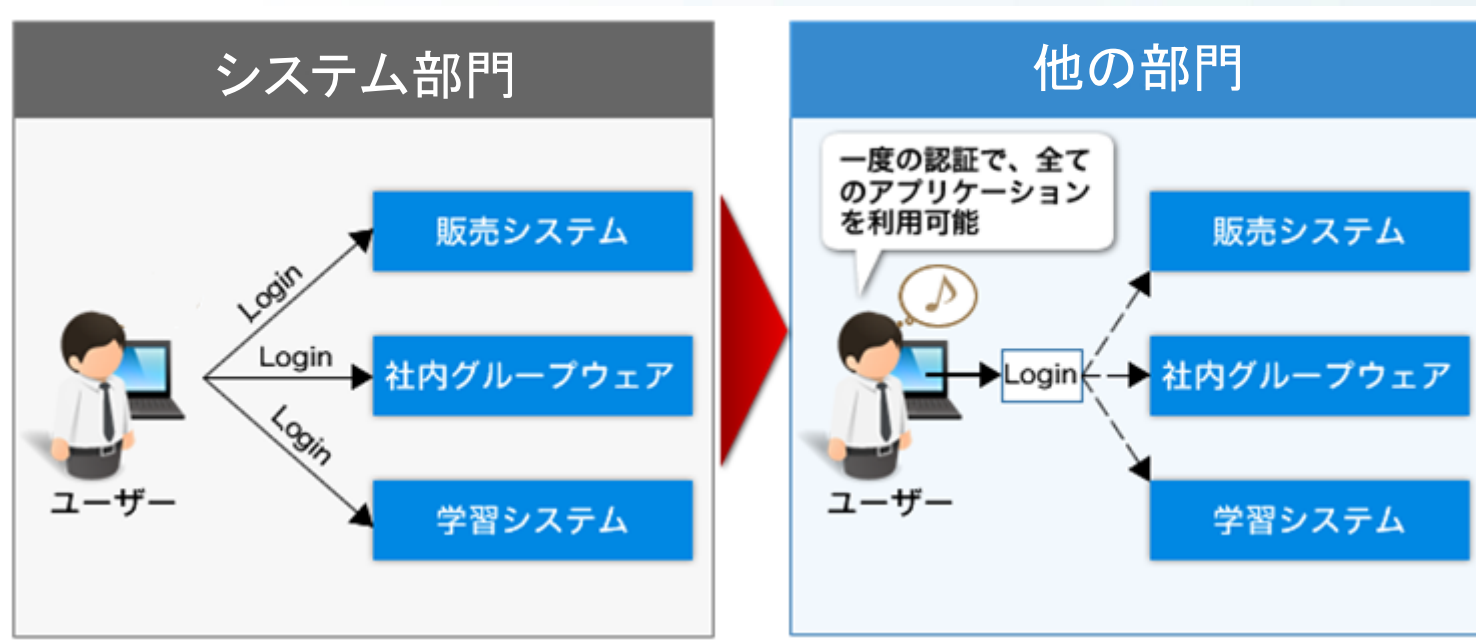 システム部門
販売システム
Login
Login
社内グループウェア
Login
学習システム
ユーザー
他の部門
一度の認証で、全て
のアプリケーション
を利用可能
販売システム
Login
社内グループウェア
学習システム
ユーザー